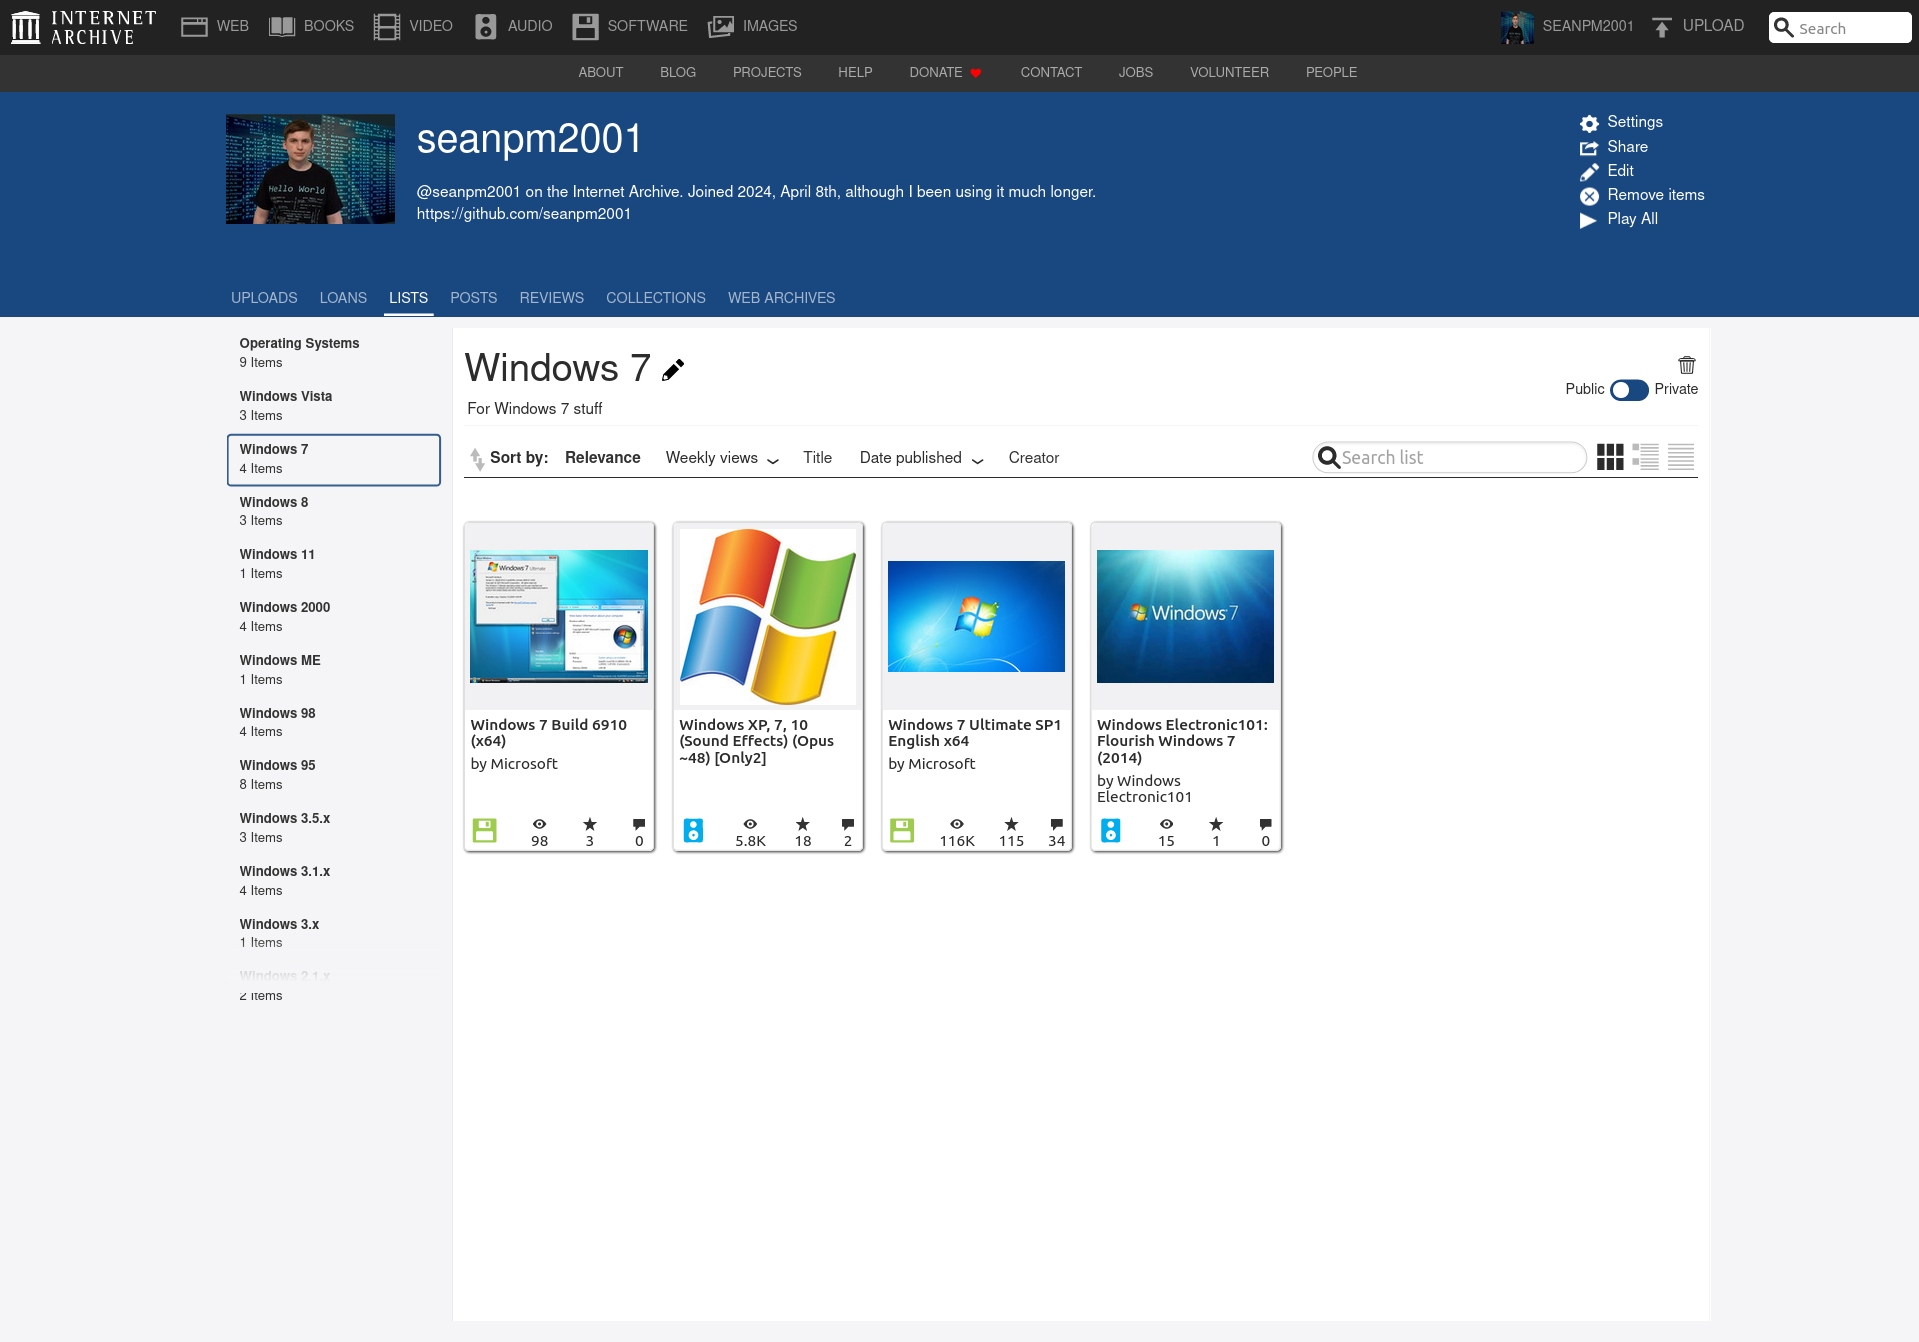 INTERNET
ARCHIVE
WEB
BOOKS
VIDEO
AUDIO
SOFTWARE
IMAGES
SEANPM2001
UPLOAD
Search
ABOUT
BLOG
PROJECTS
HELP
DONATE
CONTACT
JOBS
VOLUNTEER
PEOPLE
Hello World
seanpm2001
@seanpm2001 on the Internet Archive. Joined 2024, April 8th, although I been using it much longer.
https://github.com/seanpm2001
Settings
Share
Edit
Remove items
Play All
UPLOADS
LOANS
LISTS
POSTS
REVIEWS
COLLECTIONS
WEB ARCHIVES
Operating Systems
9 Items
Windows Vista
3 Items
Windows 7
4 Items
Windows 8
3 Items
Windows 11
1 Items
Windows 2000
4 Items
Windows ME
1 Items
Windows 98
4 Items
Windows 95
8 Items
Windows 3.5.x
3 Items
Windows 3.1.x
4 Items
Windows 3.x
1 Items
Windows 2.1.x
2 Items
Windows 7
For Windows 7 stuff
Public
Private
Sort by:
Relevance
Weekly views
Title
Date published
Creator
Search list
Windows 7 Ultimate
Windows 7 Build 6910
(x64)
by Microsoft
98
3
0
Windows XP, 7, 10
(Sound Effects) (Opus
~48) [Only2]
5.8K
18
2
Windows 7 Ultimate SP1
English x64
by Microsoft
116K
115
34
Windows 7
Windows Electronic101:
Flourish Windows 7
(2014)
by Windows
Electronic101
15
1
0